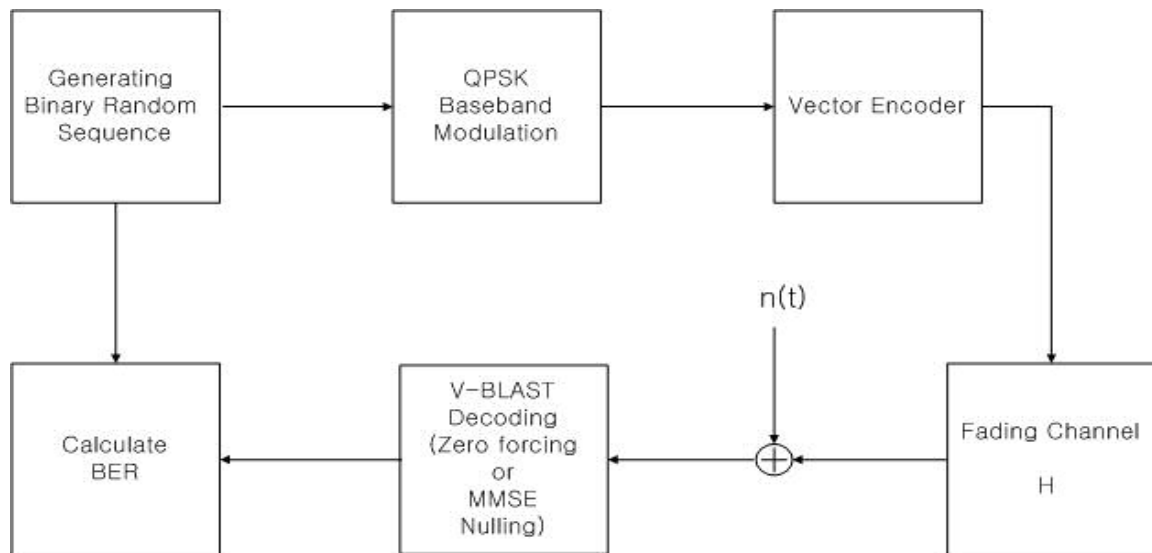 Generating
Binary Random
Sequence
QPSK
Baseband
Modulation
Vector Encoder
n(t)
Calculate
BER
V-BLAST
Decoding
(Zero forcing
or
MMSE
Nulling)
Fading Channel
H